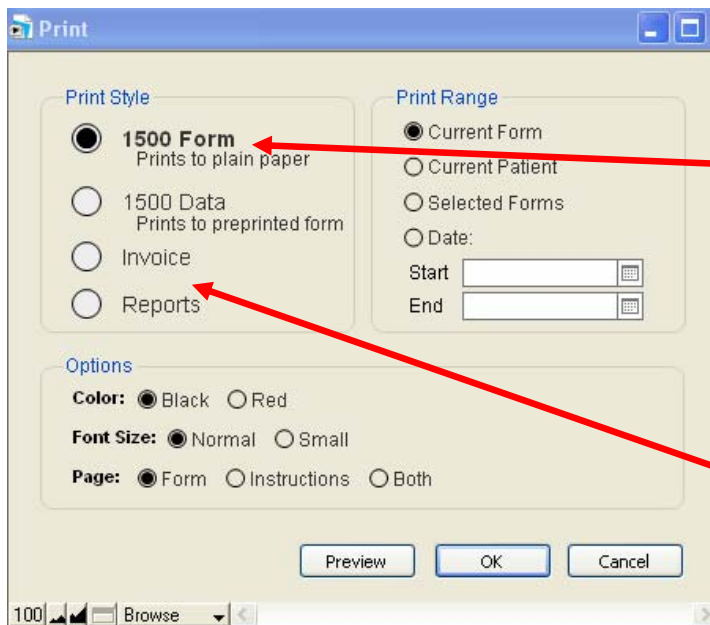 Print
Print Style
1500 Form
Prints to plain paper
1500 Data
Prints to preprinted form
Invoice
Reports
Print Range
Current Form
Current Patient
Selected Forms
Date:
Start
End
Options
Color: Black Red
Font Size: Normal Small
Page: Form Instructions Both
Preview OK Cancel
100 Browse